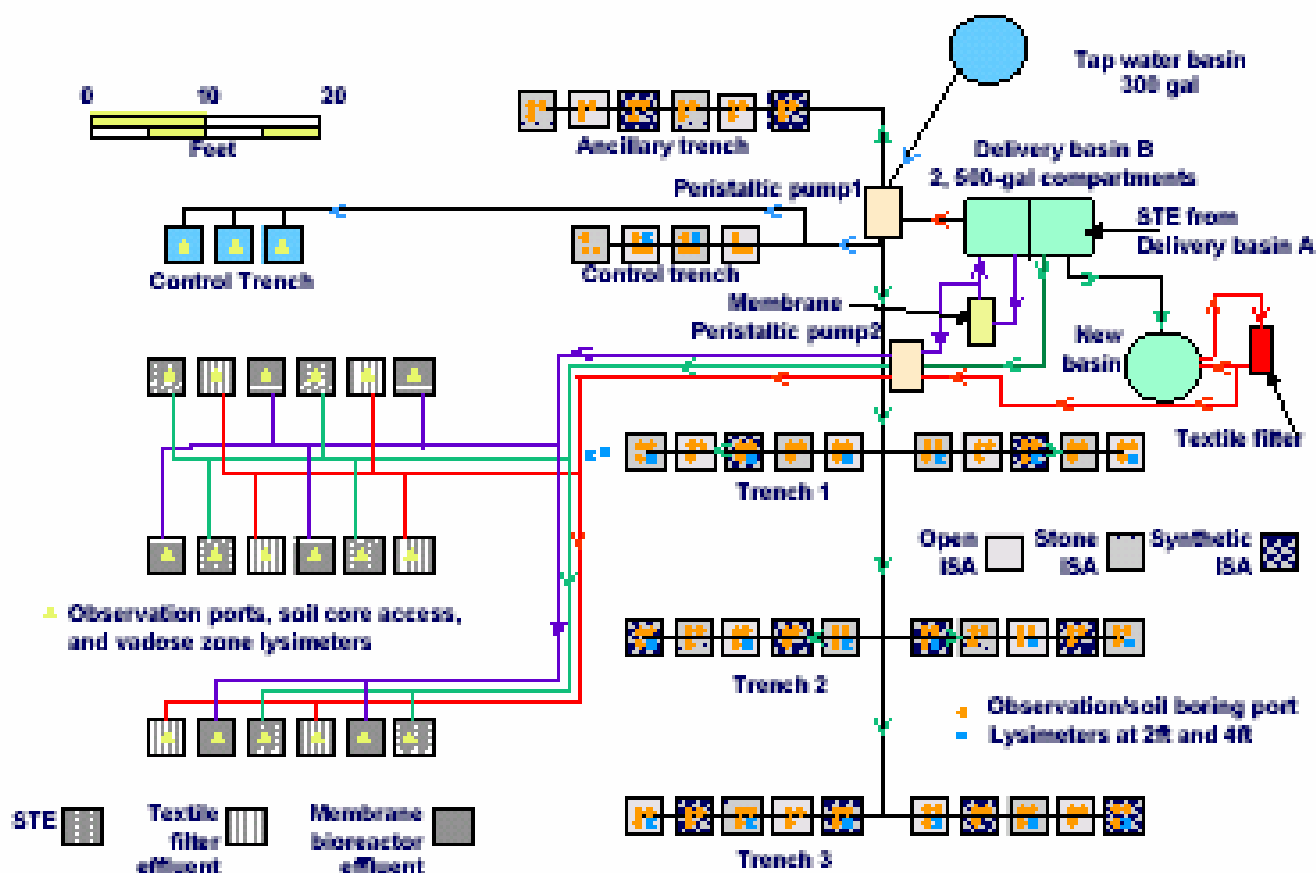 0 10 20
Feet
Tap-water basin
300 gal
Ancillary trench
Delivery basin B
2, 500-gal compartments
Peristaltic pump1
STE from
Delivery basin A
Control Trench
Control trench
Membrane
Peristaltic pump2
New
basin
Textile filter
Trench 1
Open
ISA
Stone
ISA
Synthetic
ISA
Observation ports, soil core access,
and vadose zone lysimeters
Trench 2
Observation/soil boring port
Lysimeters at 2ft and 4ft
STE
Textile
filter
effluent
Membrane
bioreactor
effluent
Trench 3